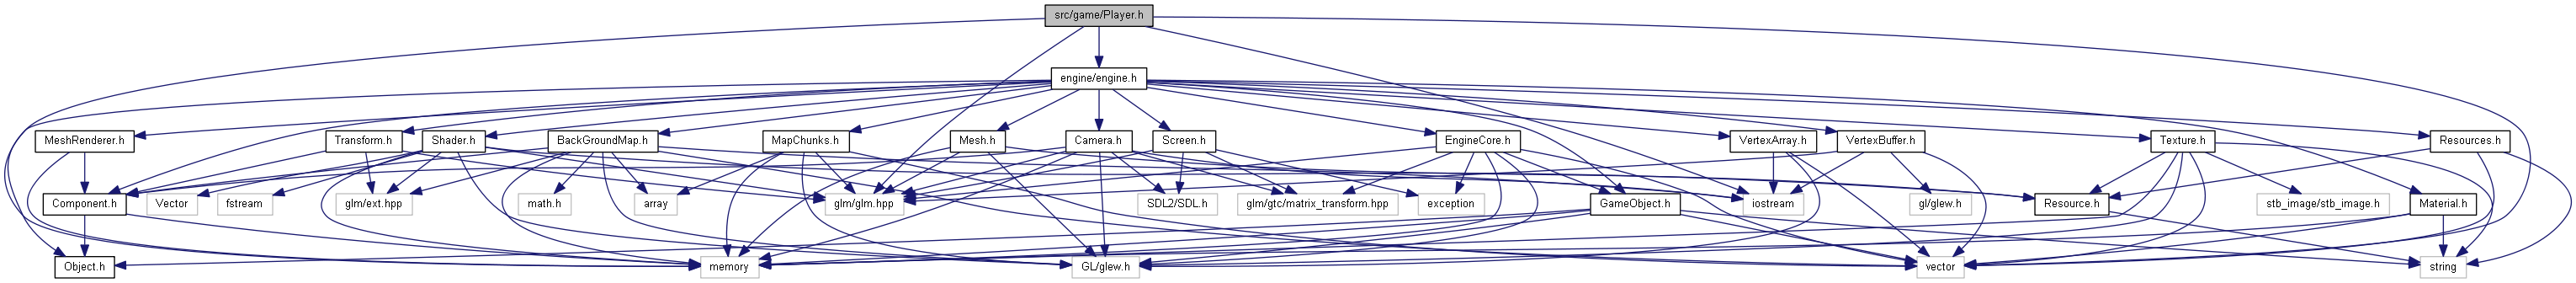 src/game/Player.h
engine/engine.h
MeshRenderer.h
Transform.h
Shader.h
BackGroundMap.h
MapChunks.h
Mesh.h
Camera.h
Screen.h
EngineCore.h
VertexArray.h
VertexBuffer.h
Texture.h
Resources.h
Component.h
Vector
fstream
glm/ext.hpp
math.h
array
glm/glm.hpp
SDL2/SDL.h
glm/gtc/matrix_transform.hpp
exception
GameObject.h
iostream
gl/glew.h
Resource.h
stb_image/stb_image.h
Material.h
Object.h
memory
GL/glew.h
vector
string